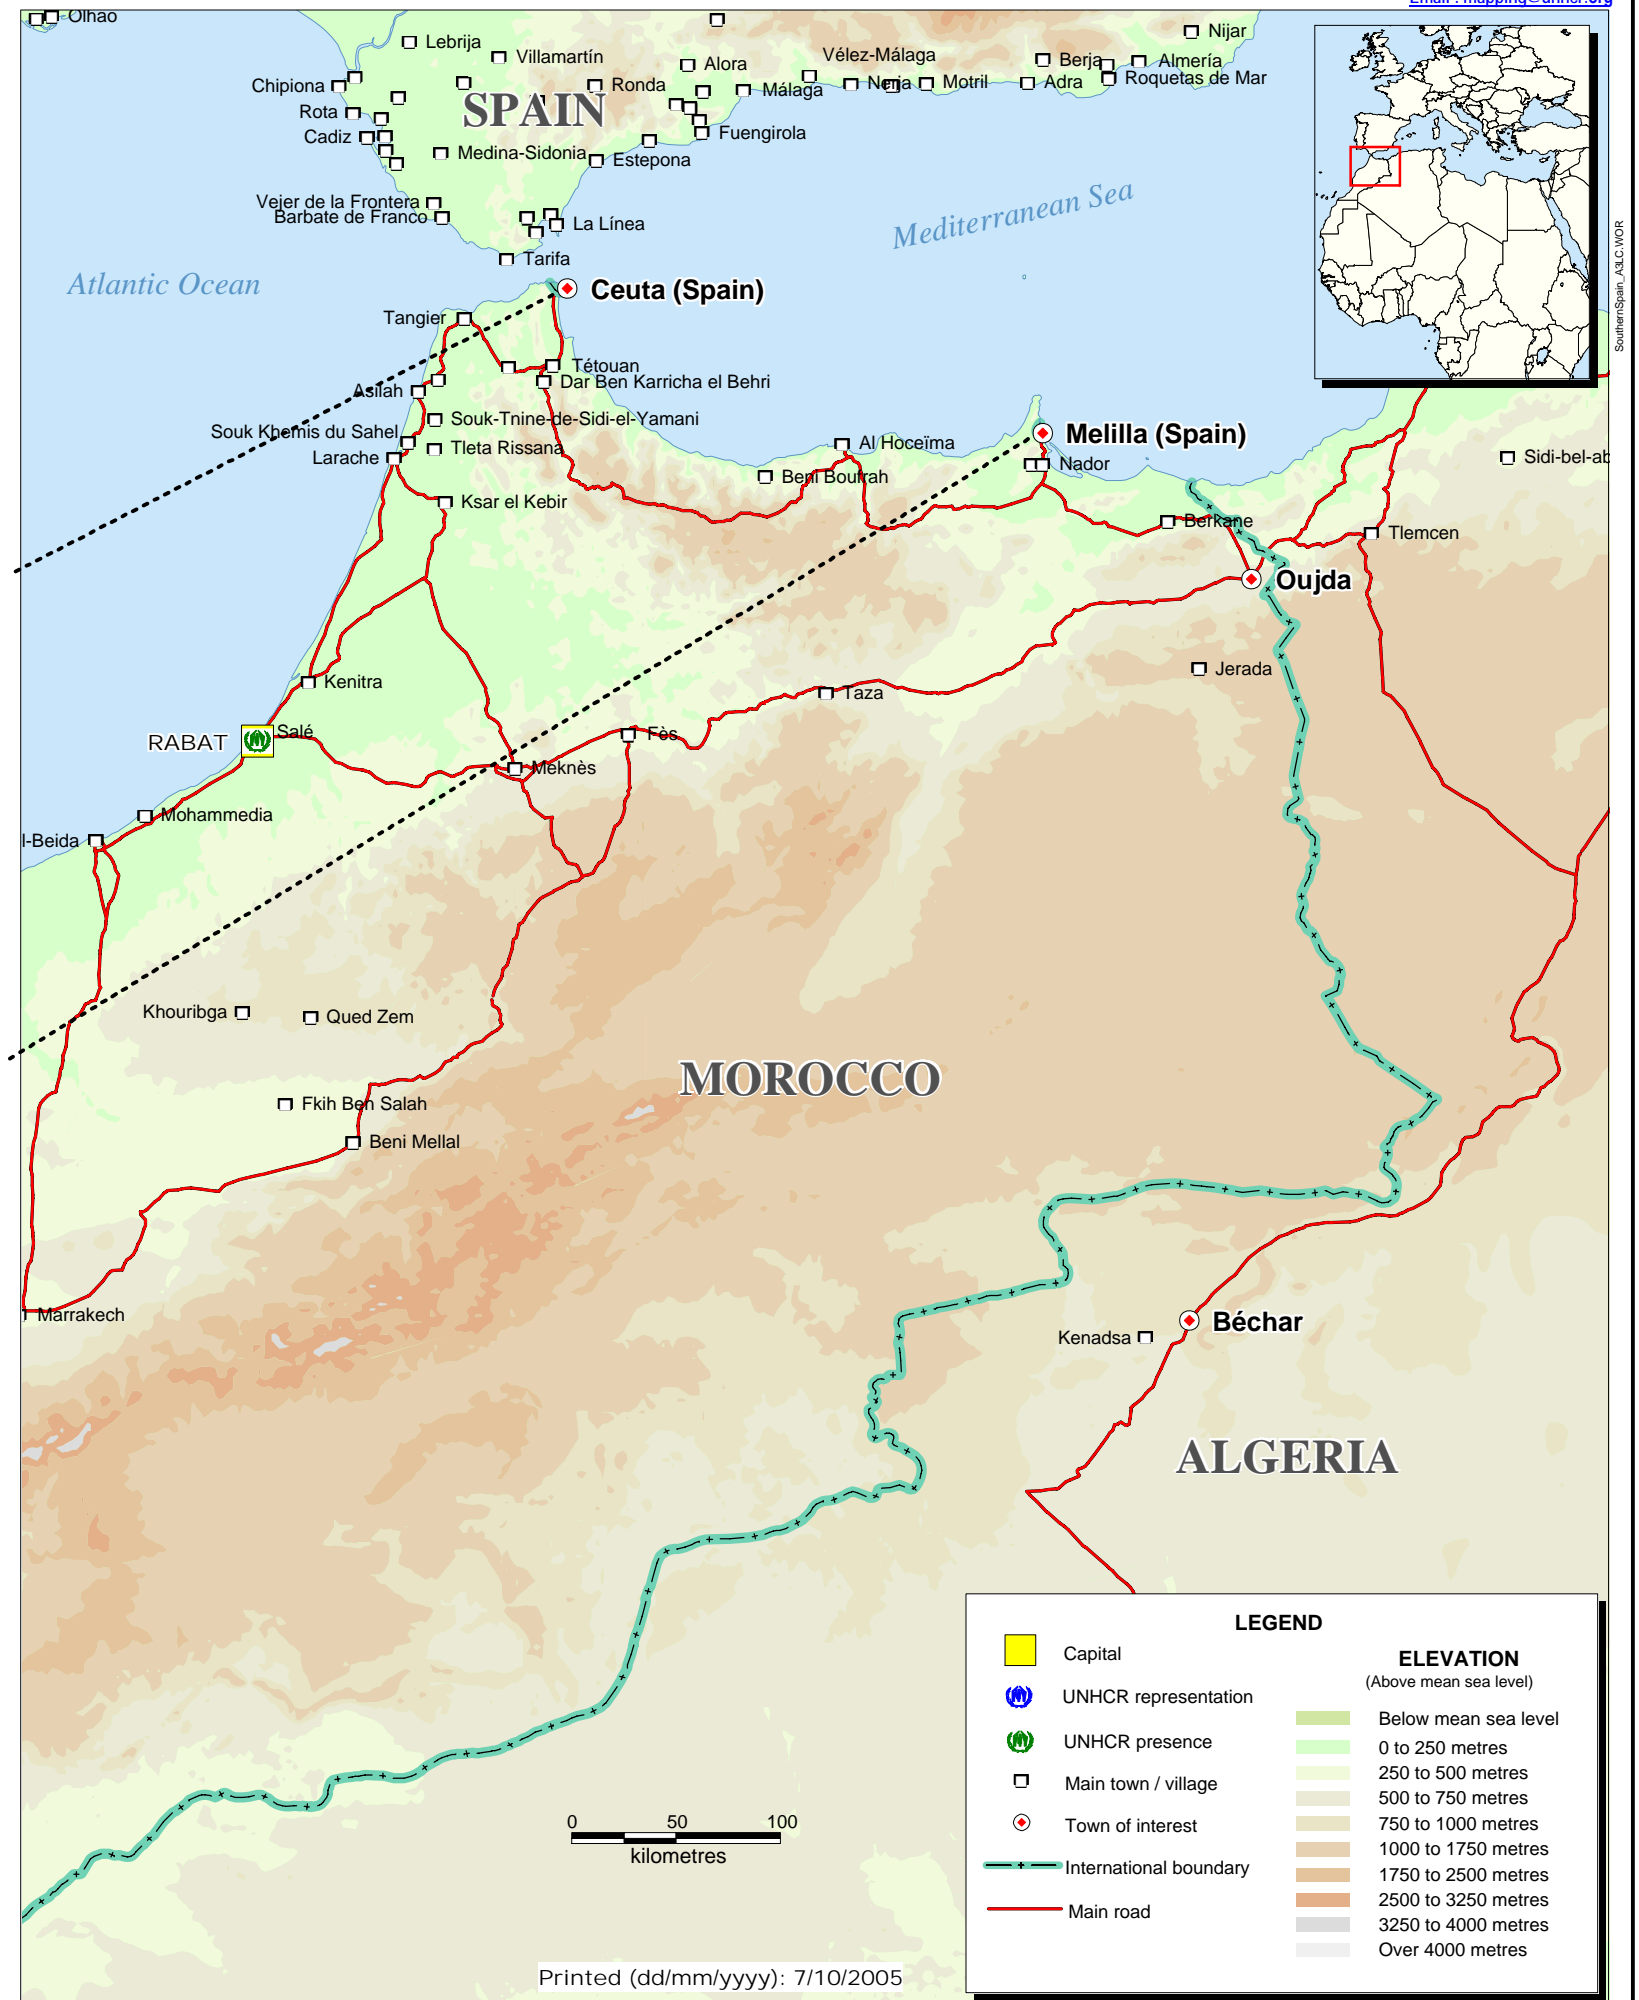 Email : mapping@unhcr.org
Olhao
Lebrija
Villamartín
Nijar
Vélez-Málaga
Alora
Berja
Almería
Chipiona
Ronda
Málaga
Nerja
Motril
Adra
Roquetas de Mar
SPAIN
Rota
Cadiz
Fuengirola
Medina-Sidonia
Estepona
Vejer de la Frontera
Barbate de Franco
La Línea
Mediterranean Sea
Tarifa
Atlantic Ocean
Ceuta (Spain)
SouthernSpain_A3LC.WOR
Tangier
Tétouan
Dar Ben Karricha el Behri
Asilah
Souk-Tnine-de-Sidi-el-Yamani
Souk Khemis du Sahel
Tleta Rissana
Larache
Al Hoceïma
Melilla (Spain)
Nador
Sidi-bel-ab
Beni Boufrah
Ksar el Kebir
Berkane
Tlemcen
Oujda
Jerada
Kenitra
Taza
RABAT
Salé
Fès
Meknès
Mohammedia
l-Beida
Khouribga
Qued Zem
MOROCCO
Fkih Ben Salah
Beni Mellal
Marrakech
Béchar
Kenadsa
ALGERIA
LEGEND
Capital
UNHCR representation
UNHCR presence
Main town / village
Town of interest
International boundary
Main road
ELEVATION
(Above mean sea level)
Below mean sea level
0 to 250 metres
250 to 500 metres
500 to 750 metres
750 to 1000 metres
1000 to 1750 metres
1750 to 2500 metres
2500 to 3250 metres
3250 to 4000 metres
Over 4000 metres
0 50 100
kilometres
Printed (dd/mm/yyyy): 7/10/2005